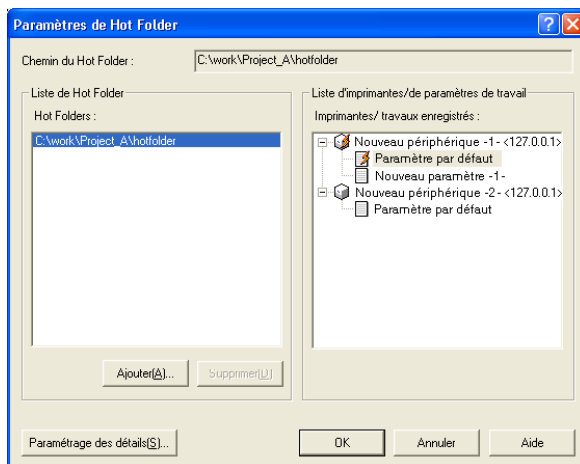 Paramètres de Hot Folder
Chemin du Hot Folder :
C:\work\Project_A\hotfolder
Liste de Hot Folder
Hot Folders :
C:\work\Project_A\hotfolder
Ajouter(A)...
Supprimer(U)
Liste d'imprimantes/de paramètres de travail
Imprimantes/ travaux enregistrés :
Nouveau périphérique -1- <127.0.0.1>
Paramètre par défaut
Nouveau paramètre -1-
Nouveau périphérique -2- <127.0.0.1>
Paramètre par défaut
Paramétrage des détails(S)...
OK
Annuler
Aide